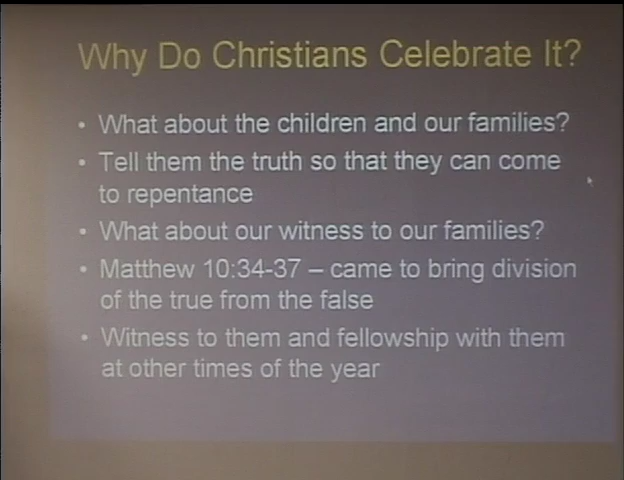 Why Do Christians Celebrate It?
• What about the children and our families?
• Tell them the truth so that they can come
to repentance
• What about our witness to our families?
• Matthew 10:34-37 – came to bring division
of the true from the false
• Witness to them and fellowship with them
at other times of the year